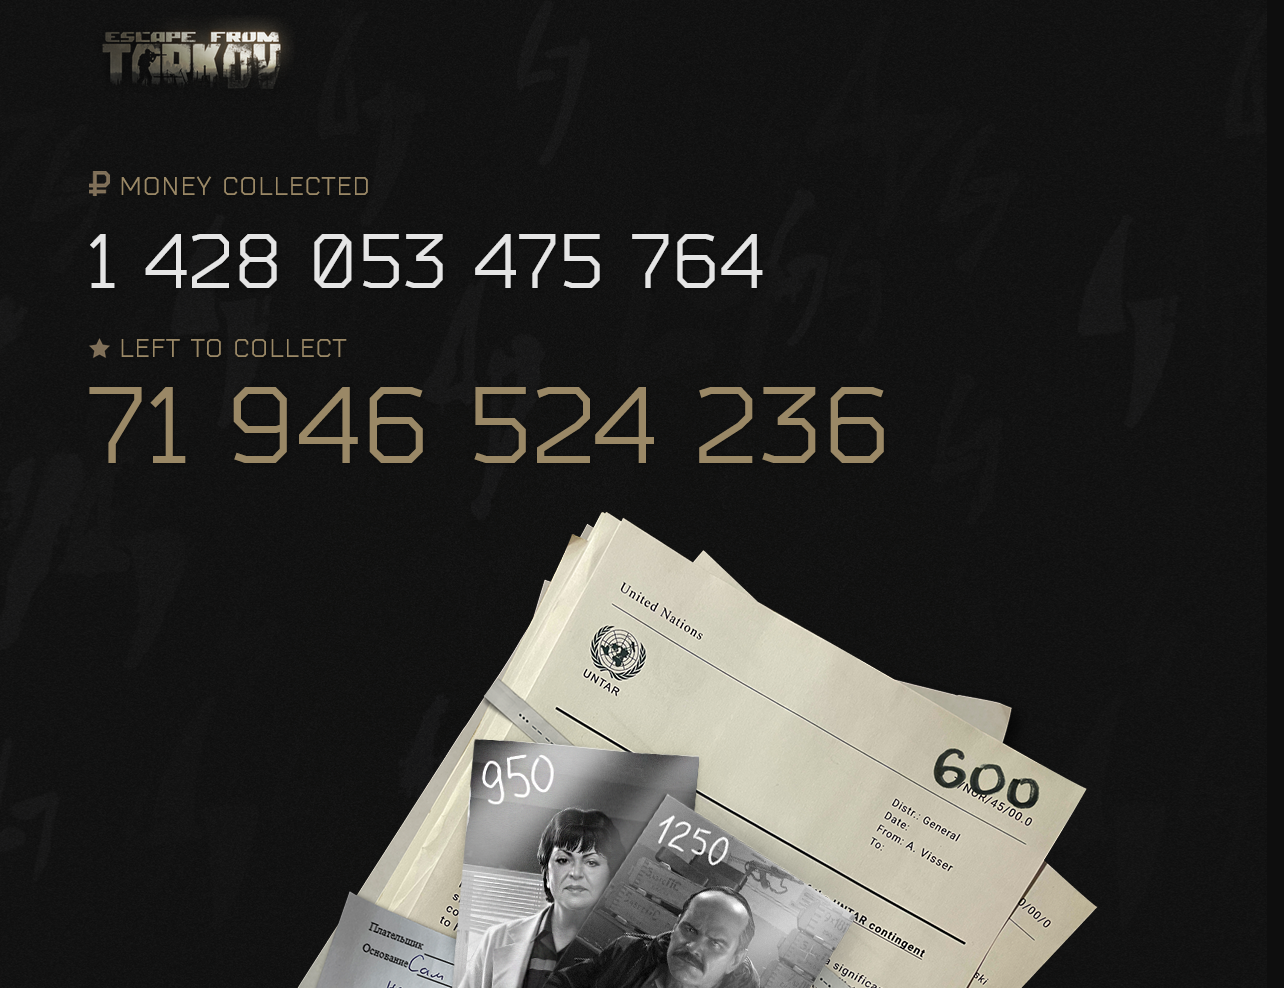 ESCAPE FROM
TARKOV
₽ MONEY COLLECTED
1 428 053 475 764
★ LEFT TO COLLECT
71 946 524 236
United Nations
UNTAR
600
/45/00.0
Distr.: General
Date:
From: A. Visser
To:
950
1250
contingent
Плательщик
Основание Сам